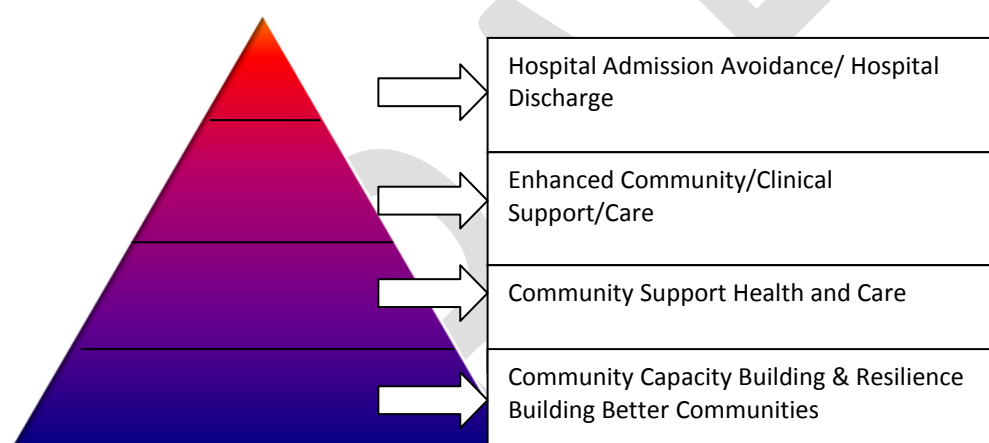 Hospital Admission Avoidance/ Hospital
Discharge
Enhanced Community/Clinical
Support/Care
Community Support Health and Care
Community Capacity Building & Resilience
Building Better Communities